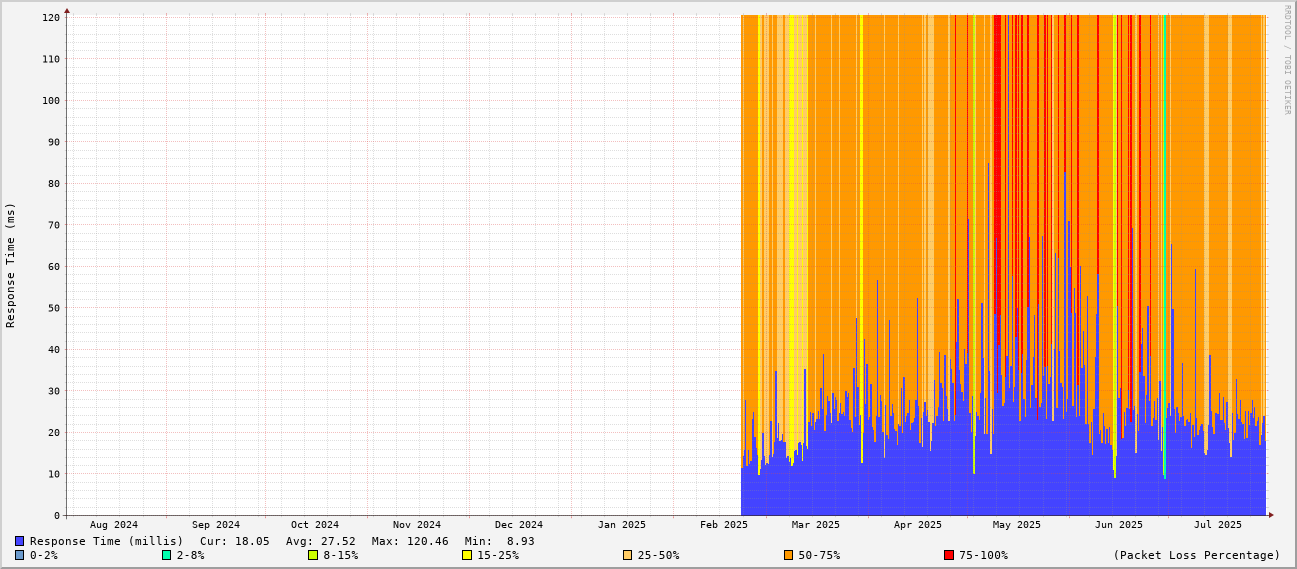 120
110
100
90
80
70
60
50
40
30
20
10
0
Response Time (ms)
RRDTOOL / TOBI OETIKER
Aug 2024 Sep 2024 Oct 2024 Nov 2024 Dec 2024 Jan 2025 Feb 2025 Mar 2025 Apr 2025 May 2025 Jun 2025 Jul 2025
Response Time (millis) Cur: 18.05 Avg: 27.52 Max: 120.46 Min: 8.93
0-2% 2-8% 8-15% 15-25% 25-50% 50-75% 75-100% (Packet Loss Percentage)